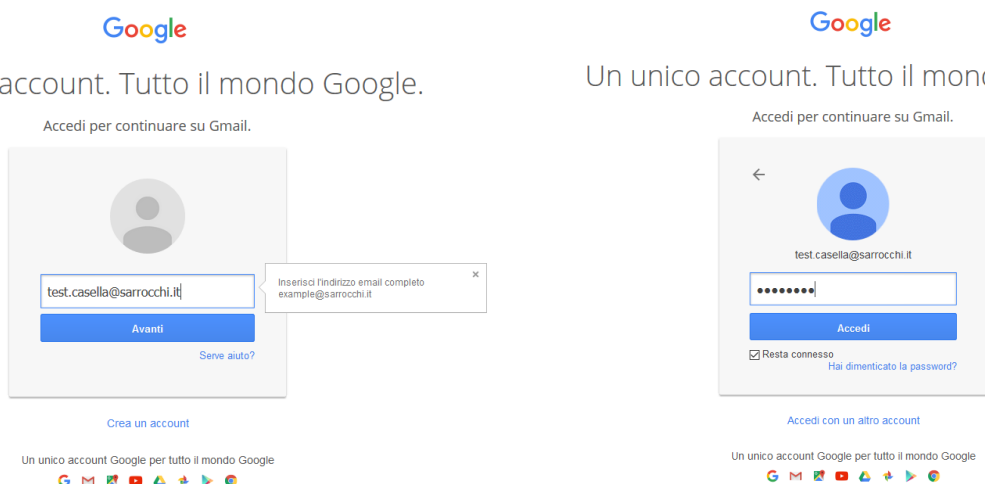 Google
account. Tutto il mondo Google.
Accedi per continuare su Gmail.
test.casella@sarrocchi.it
Inserisci l'indirizzo email completo
example@sarrocchi.it
Avanti
Serve aiuto?
Crea un account
Un unico account Google per tutto il mondo Google
Google
Un unico account. Tutto il mond
Accedi per continuare su Gmail.
test.casella@sarrocchi.it
Accedi
Resta connesso
Hai dimenticato la password?
Accedi con un altro account
Un unico account Google per tutto il mondo Google